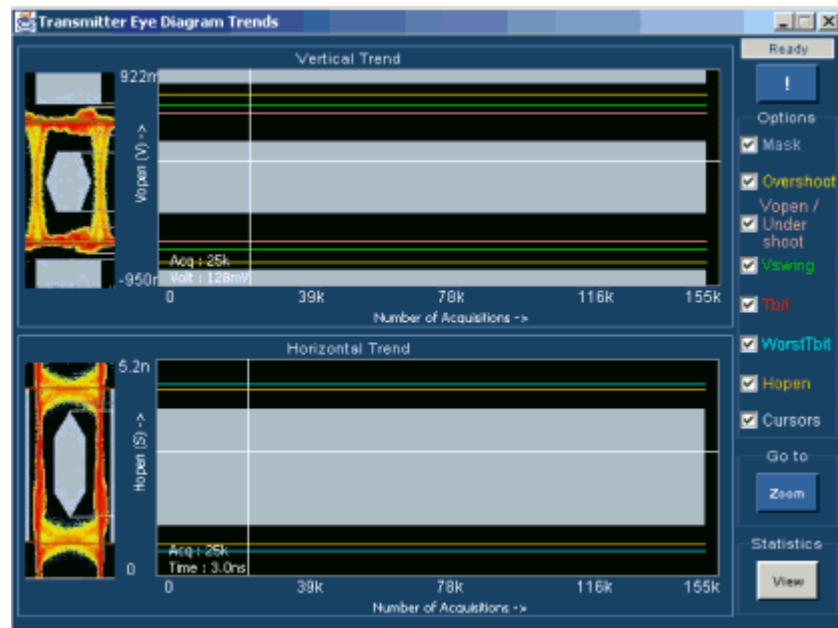 Transmitter Eye Diagram Trends
Vertical Trend
922m
Vopen (V) ->
-950m
Acq : 25k
Volt : 128mV
0 39k 78k 116k 155k
Number of Acquisitions ->
Horizontal Trend
5.2n
Hopen (S) ->
0
Acq : 25k
Time : 3.0ns
0 39k 78k 116k 155k
Number of Acquisitions ->
Ready
!
Options
Mask
Overshoot
Vopen /
Under
shoot
Vswing
Tbit
WorstTbit
Hopen
Cursors
Go to
Zoom
Statistics
View